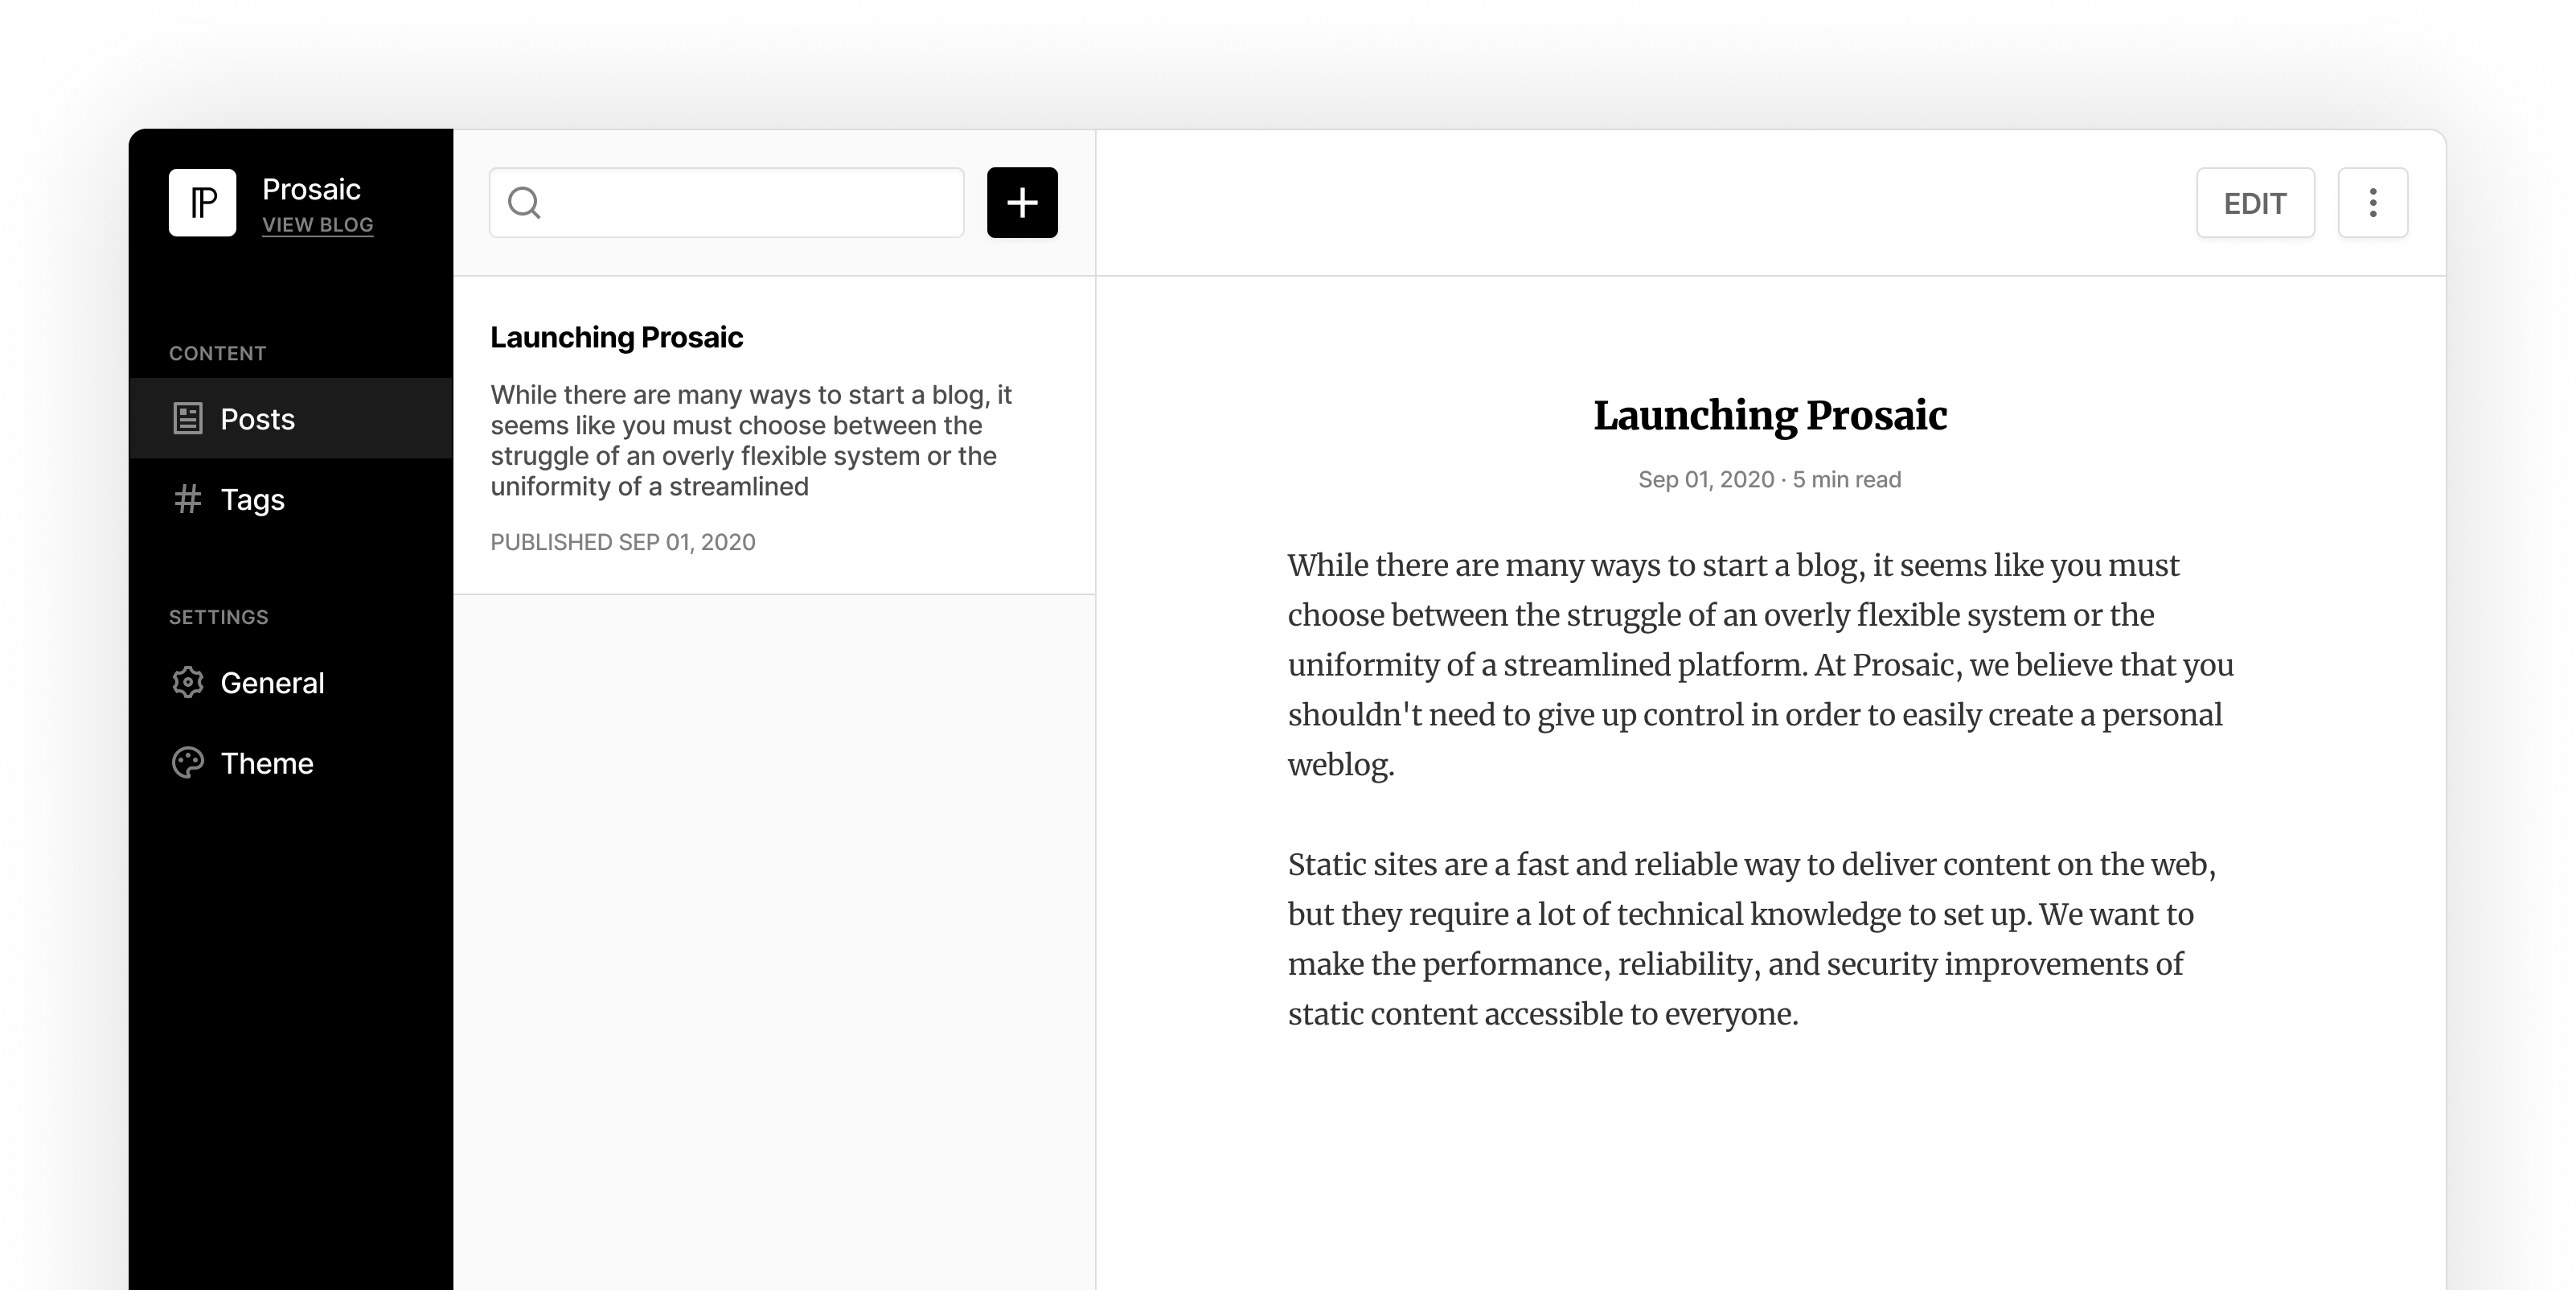 Prosaic
VIEW BLOG
CONTENT
Posts
Tags
SETTINGS
General
Theme
Launching Prosaic
While there are many ways to start a blog, it
seems like you must choose between the
struggle of an overly flexible system or the
uniformity of a streamlined
PUBLISHED SEP 01, 2020
EDIT
Launching Prosaic
Sep 01, 2020 · 5 min read
While there are many ways to start a blog, it seems like you must
choose between the struggle of an overly flexible system or the
uniformity of a streamlined platform. At Prosaic, we believe that you
shouldn't need to give up control in order to easily create a personal
weblog.
Static sites are a fast and reliable way to deliver content on the web,
but they require a lot of technical knowledge to set up. We want to
make the performance, reliability, and security improvements of
static content accessible to everyone.